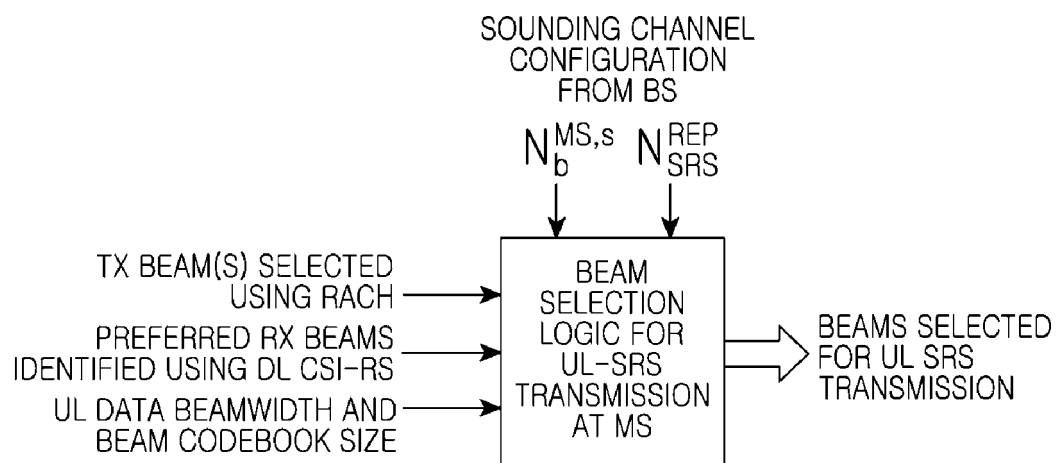 SOUNDING CHANNEL
CONFIGURATION
FROM BS
N_b^{MS,s} N_{SRS}^{REP}
TX BEAM(S) SELECTED
USING RACH
PREFERRED RX BEAMS
IDENTIFIED USING DL CSI-RS
UL DATA BEAMWIDTH AND
BEAM CODEBOOK SIZE
BEAM
SELECTION
LOGIC FOR
UL-SRS
TRANSMISSION
AT MS
BEAMS SELECTED
FOR UL SRS
TRANSMISSION